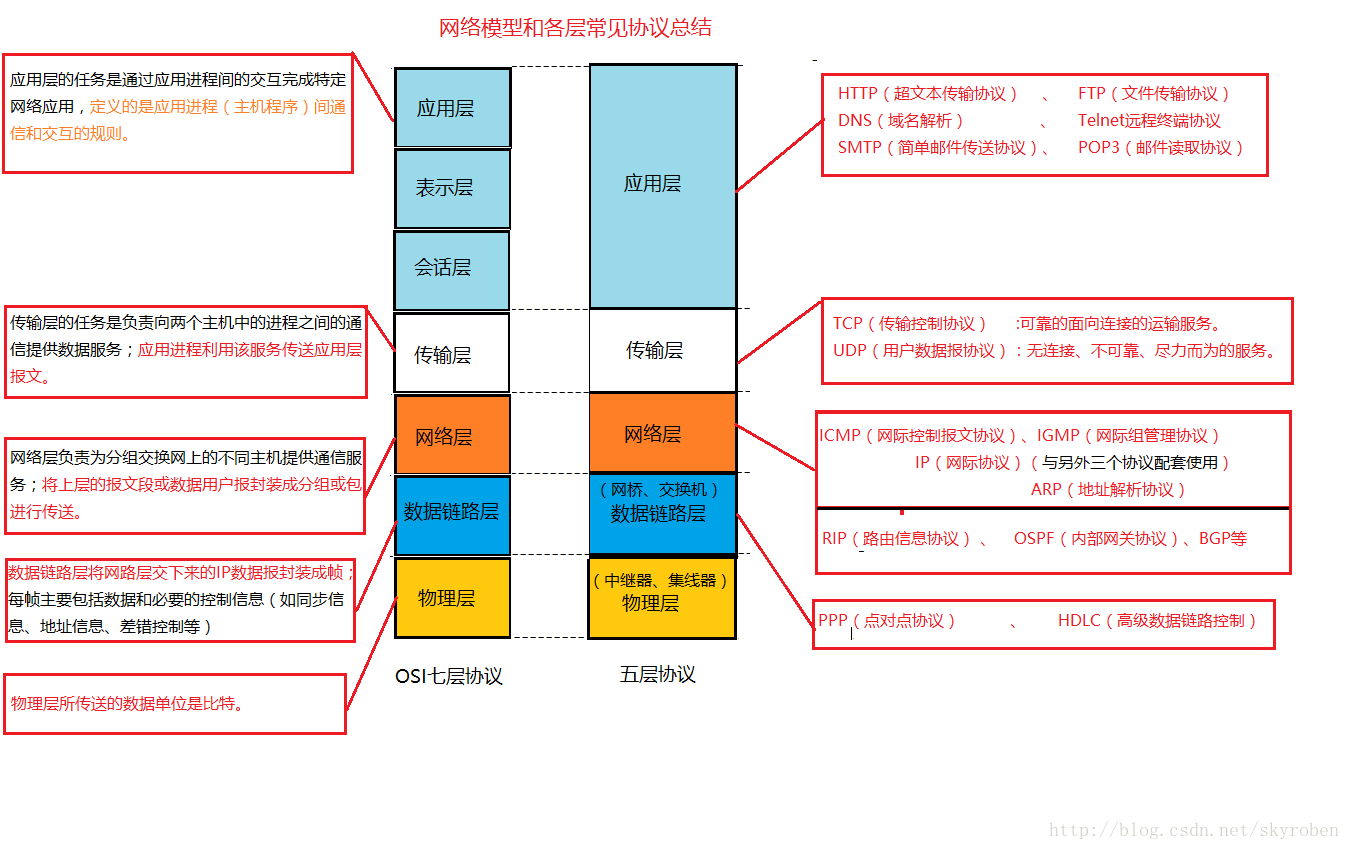 网络模型和各层常见协议总结
应用层的任务是通过应用进程间的交互完成特定
网络应用，定义的是应用进程（主机程序）间通
信和交互的规则。
传输层的任务是负责向两个主机中的进程之间的通
信提供数据服务；应用进程利用该服务传送应用层
报文。
网络层负责为分组交换网上的不同主机提供通信服
务；将上层的报文段或数据用户报封装成分组或包
进行传送。
数据链路层将网路层交下来的IP数据报封装成帧；
每帧主要包括数据和必要的控制信息（如同步信
息、地址信息、差错控制等）
物理层所传送的数据单位是比特。
应用层
表示层
会话层
传输层
网络层
数据链路层
物理层
OSI七层协议
应用层
传输层
网络层
（网桥、交换机）
数据链路层
（中继器、集线器）
物理层
五层协议
HTTP（超文本传输协议） 、 FTP（文件传输协议）
DNS（域名解析） 、 Telnet远程终端协议
SMTP（简单邮件传送协议）、 POP3（邮件读取协议）
TCP（传输控制协议） :可靠的面向连接的运输服务。
UDP（用户数据报协议）：无连接、不可靠、尽力而为的服务。
ICMP（网际控制报文协议）、IGMP（网际组管理协议）
IP（网际协议）（与另外三个协议配套使用）
ARP（地址解析协议）
RIP（路由信息协议） 、 OSPF（内部网关协议）、BGP等
PPP（点对点协议） 、 HDLC（高级数据链路控制）
http://blog.csdn.net/skyroben